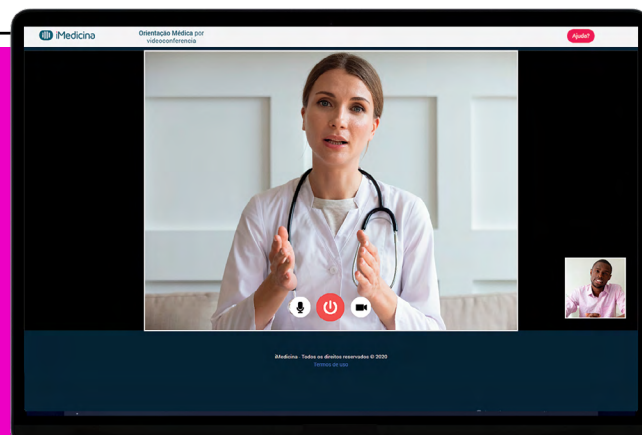 iMedicina
Orientação Médica por
videoconferencia
Ajuda?
iMedicina - Todos os direitos reservados © 2020
Termos de uso